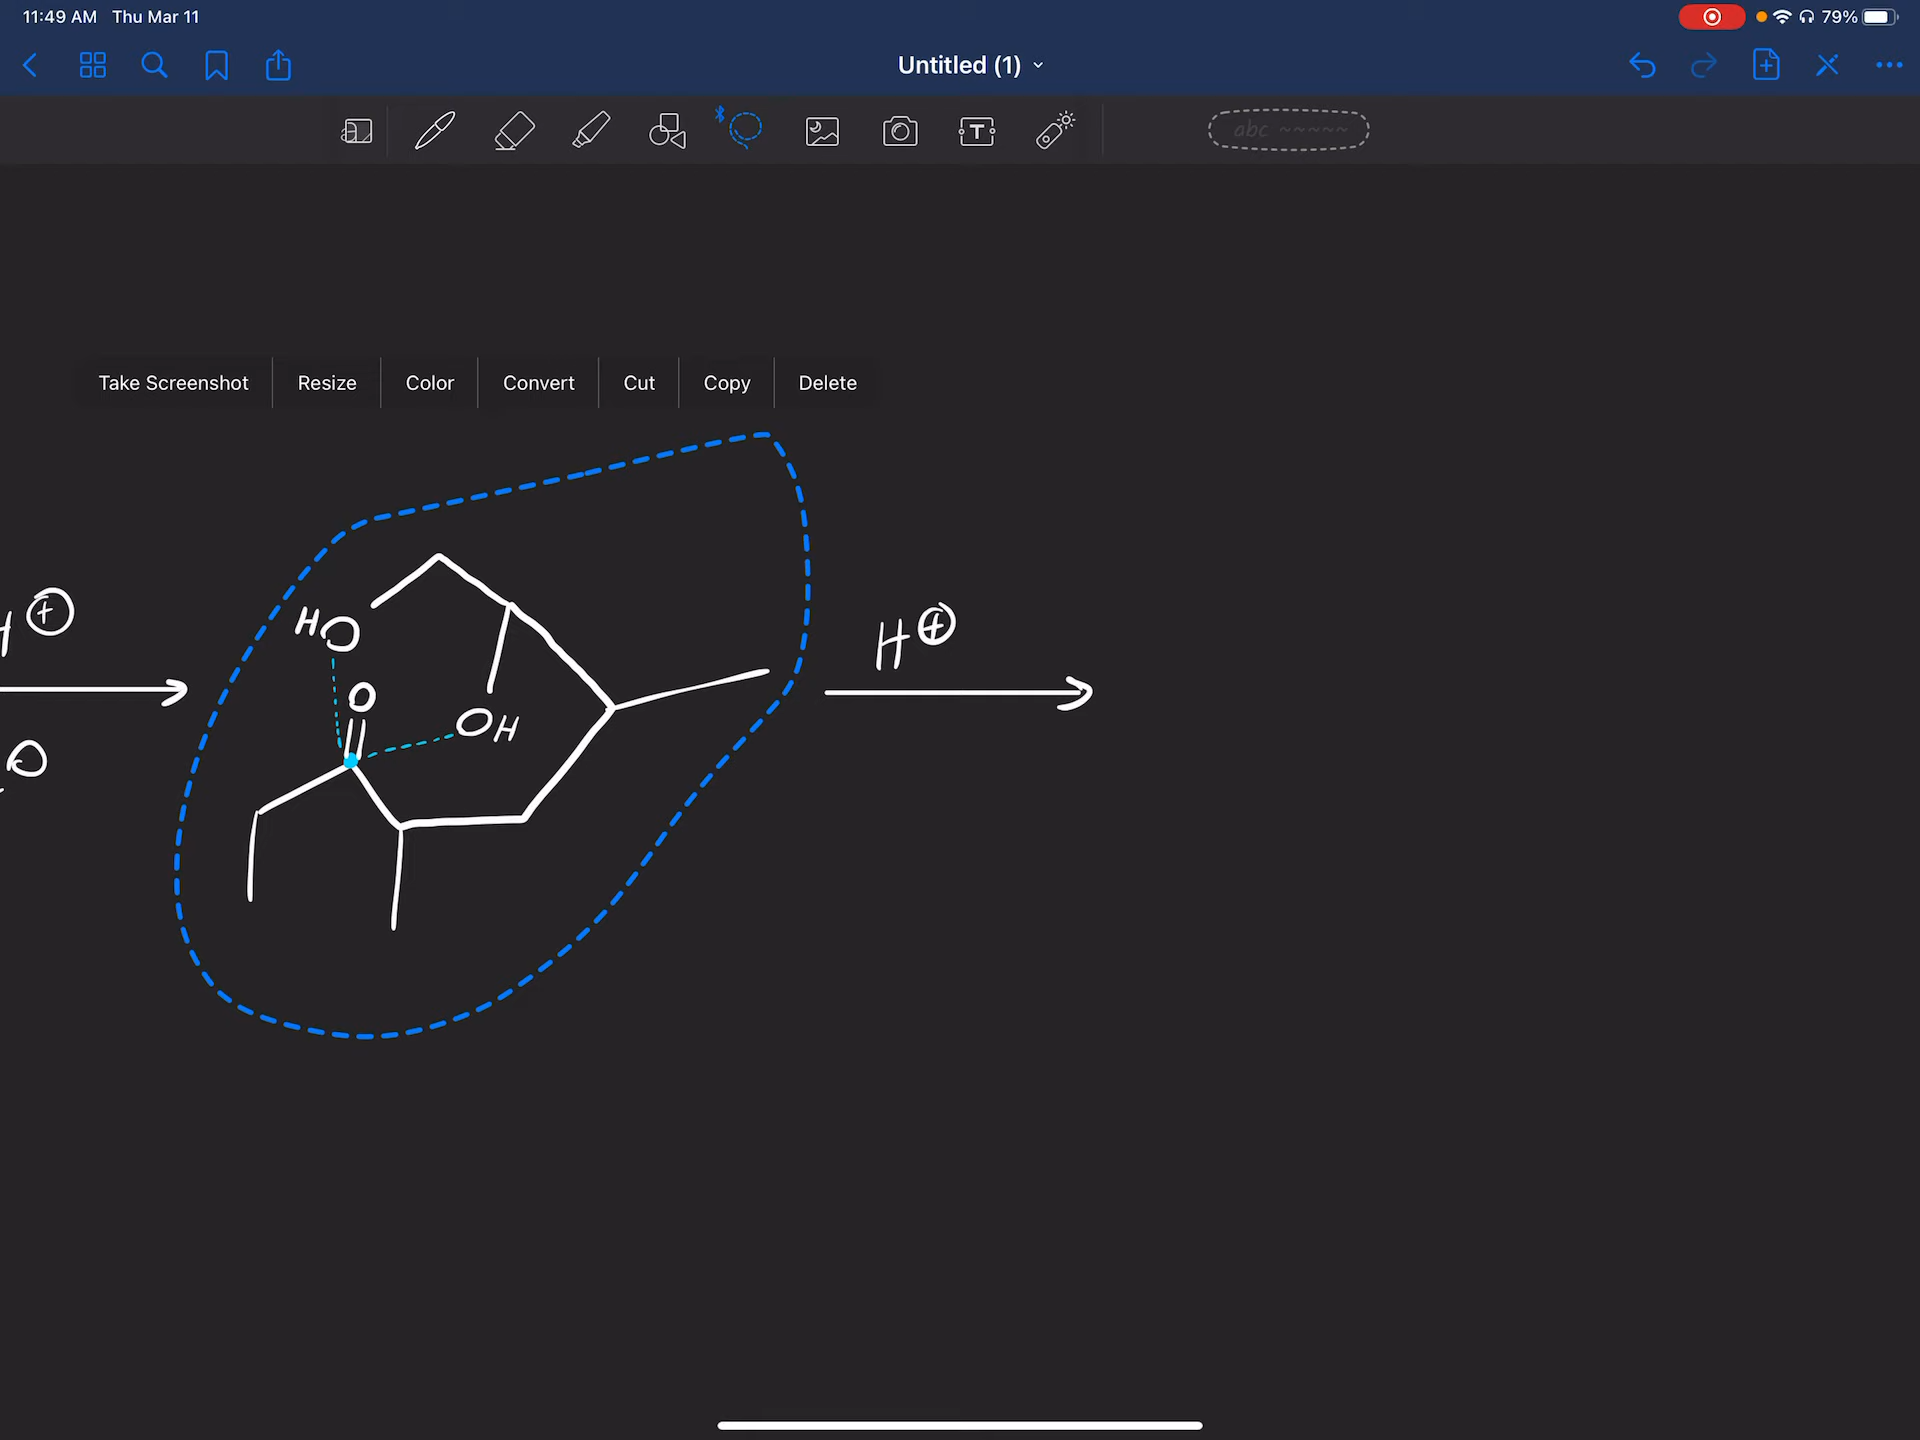 11:49 AM Thu Mar 11
79%
Untitled (1)
T
abc
Take Screenshot Resize Color Convert Cut Copy Delete
H⊕
HO
O
OH
H⊕
O